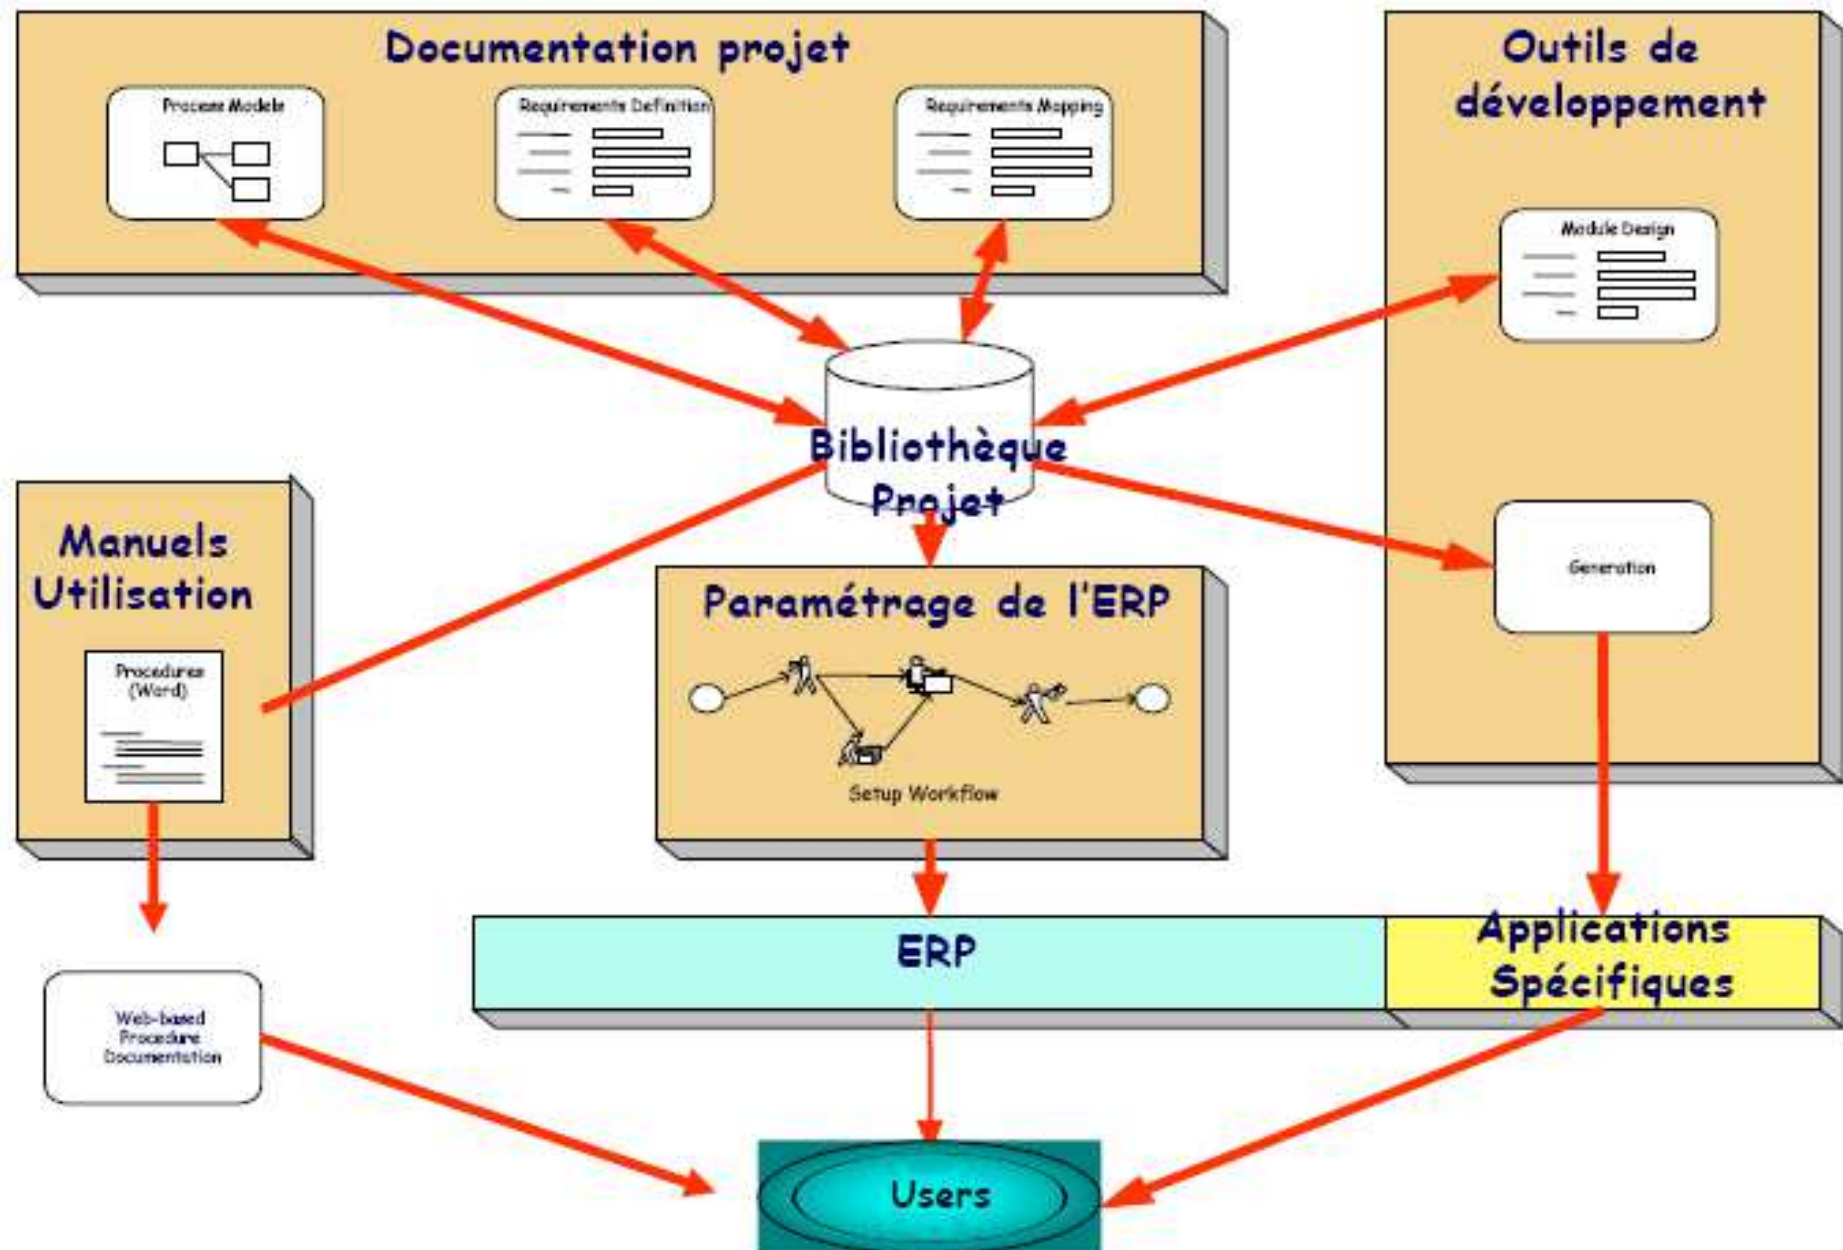 Documentation projet
Process Models
Requirements Definition
Requirements Mapping
Outils de
développement
Module Design
Bibliothèque
Projet
Manuels
Utilisation
Procedures
(Word)
Paramétrage de l'ERP
Setup Workflow
Generation
ERP
Applications
Spécifiques
Web-based
Procedure
Documentation
Users